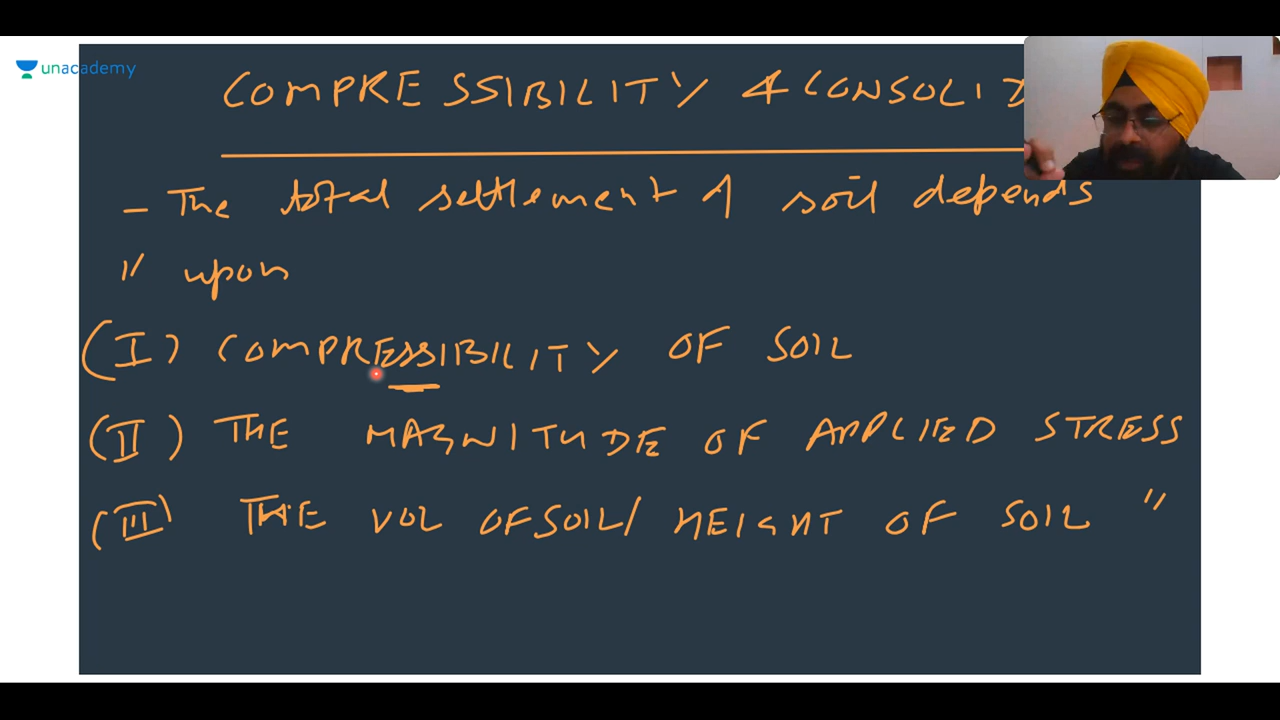 unacademy
COMPRESSIBILITY & CONSOLID
- The total settlement of soil depends
" upon
(I) COMPRESSIBILITY OF SOIL
(II) THE MAGNITUDE OF APPLIED STRESS
(III) THE VOL OF SOIL/ HEIGHT OF SOIL "